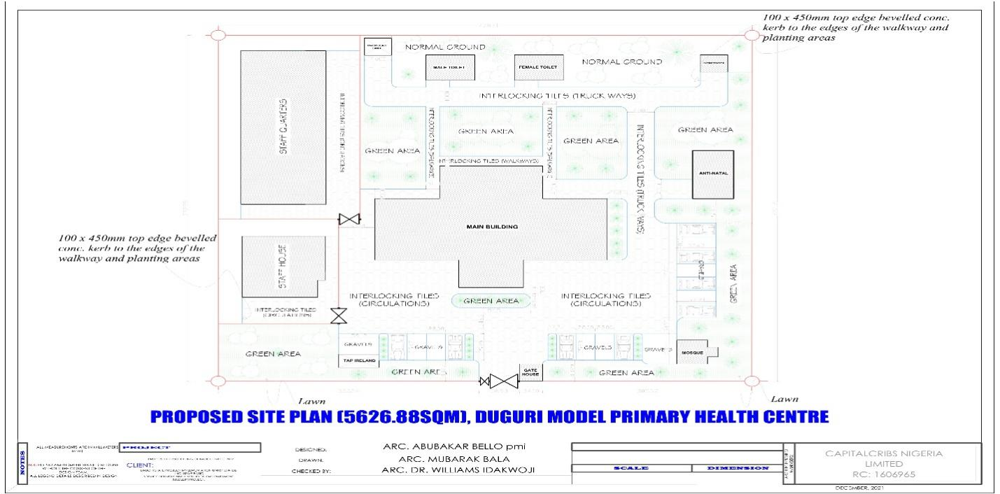 100 x 450mm top edge bevelled conc.
kerb to the edges of the walkway and
planting areas
NORMAL GROUND
MALE TOILET
FEMALE TOILET
NORMAL GROUND
INTERLOCKING TILES (TRUCK WAYS)
STAFF QUARTERS
GREEN AREA
GREEN AREA
GREEN AREA
GREEN AREA
INTERLOCKING TILES (WALKWAYS)
INTERLOCKING TILES (TRUCK WAYS)
ANTI-NATAL
MAIN BUILDING
100 x 450mm top edge bevelled
conc. kerb to the edges of the
walkway and planting areas
STAFF HOUSE
GREEN AREA
INTERLOCKING TILES
(CIRCULATIONS)
GREEN AREA
INTERLOCKING TILES
(CIRCULATIONS)
INTERLOCKING TILES
(CIRCULATIONS)
GREEN AREA
GRAVELS
GRAVELS
GRAVELS
GRAVELS
TAP IRELAND
MOSQUE
GREEN ARE
GATE
HOUSE
GREEN AREA
Lawn
Lawn
PROPOSED SITE PLAN (5626.88SQM), DUGURI MODEL PRIMARY HEALTH CENTRE
NOTES
ALL MEASUREMENTS ARE IN MILLIMETERS
PROJECT
CLIENT:
DESIGNED:
ARC. ABUBAKAR BELLO pmi
DRAWN:
ARC. MUBARAK BALA
CHECKED BY:
ARC. DR. WILLIAMS IDAKWOJI
SCALE
DIMENSION
CAPITALCRIBS NIGERIA
LIMITED
RC: 1606965
DECEMBER, 2021